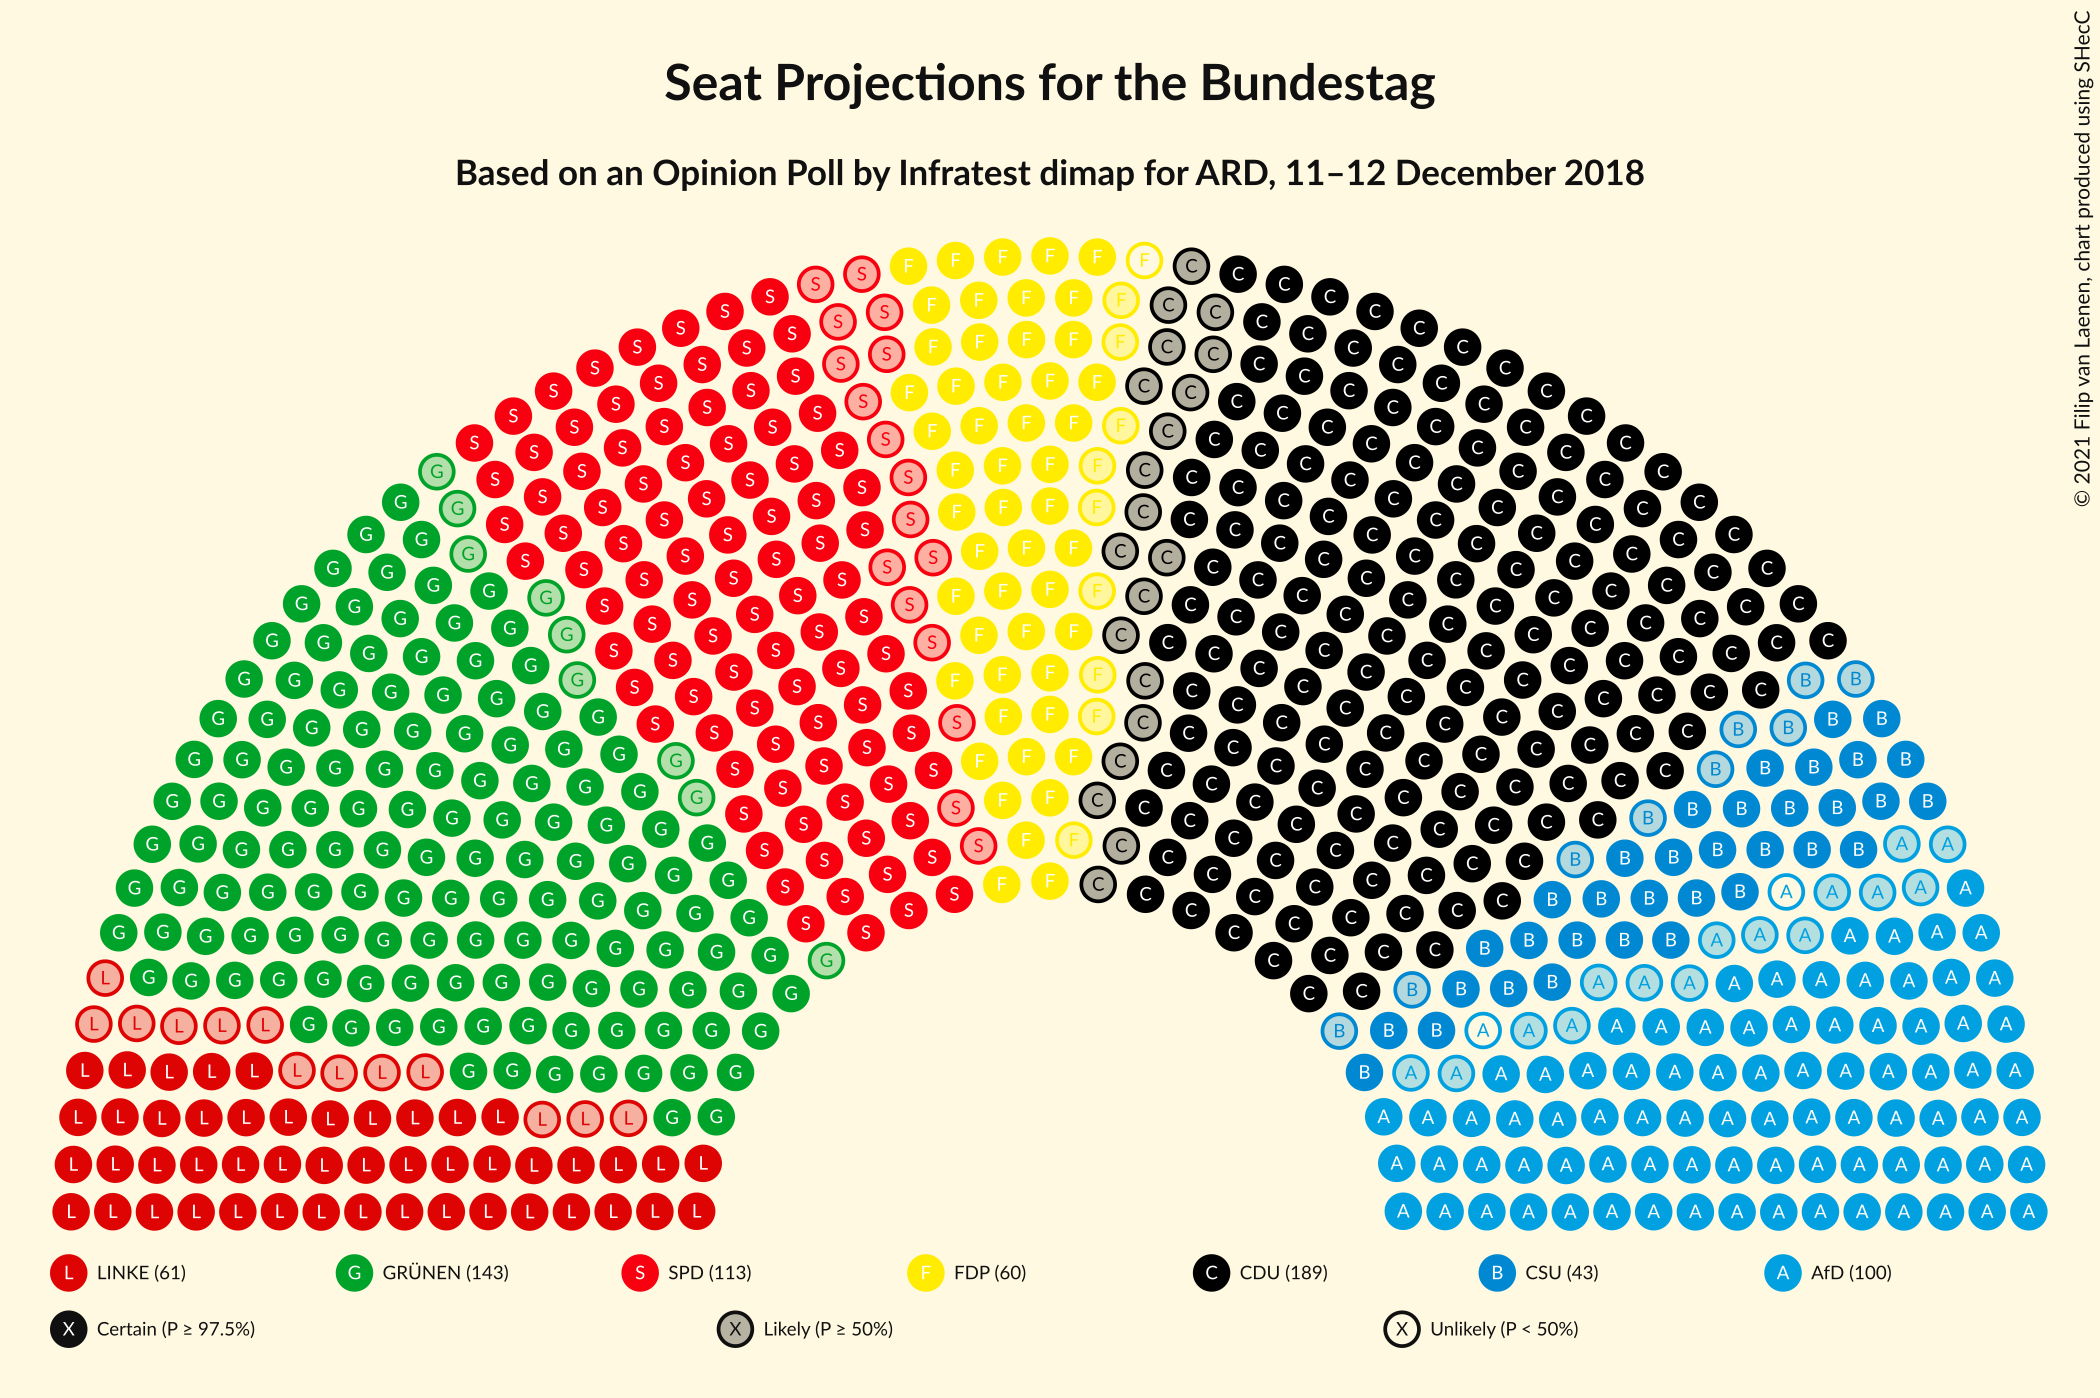 Seat Projections for the Bundestag
Based on an Opinion Poll by Infratest dimap for ARD, 11–12 December 2018
© 2021 Filip van Laenen, chart produced using SHecC
L LINKE (61) G GRÜNEN (143) S SPD (113) F FDP (60) C CDU (189) B CSU (43) A AfD (100)
X Certain (P ≥ 97.5%) X Likely (P ≥ 50%) X Unlikely (P < 50%)